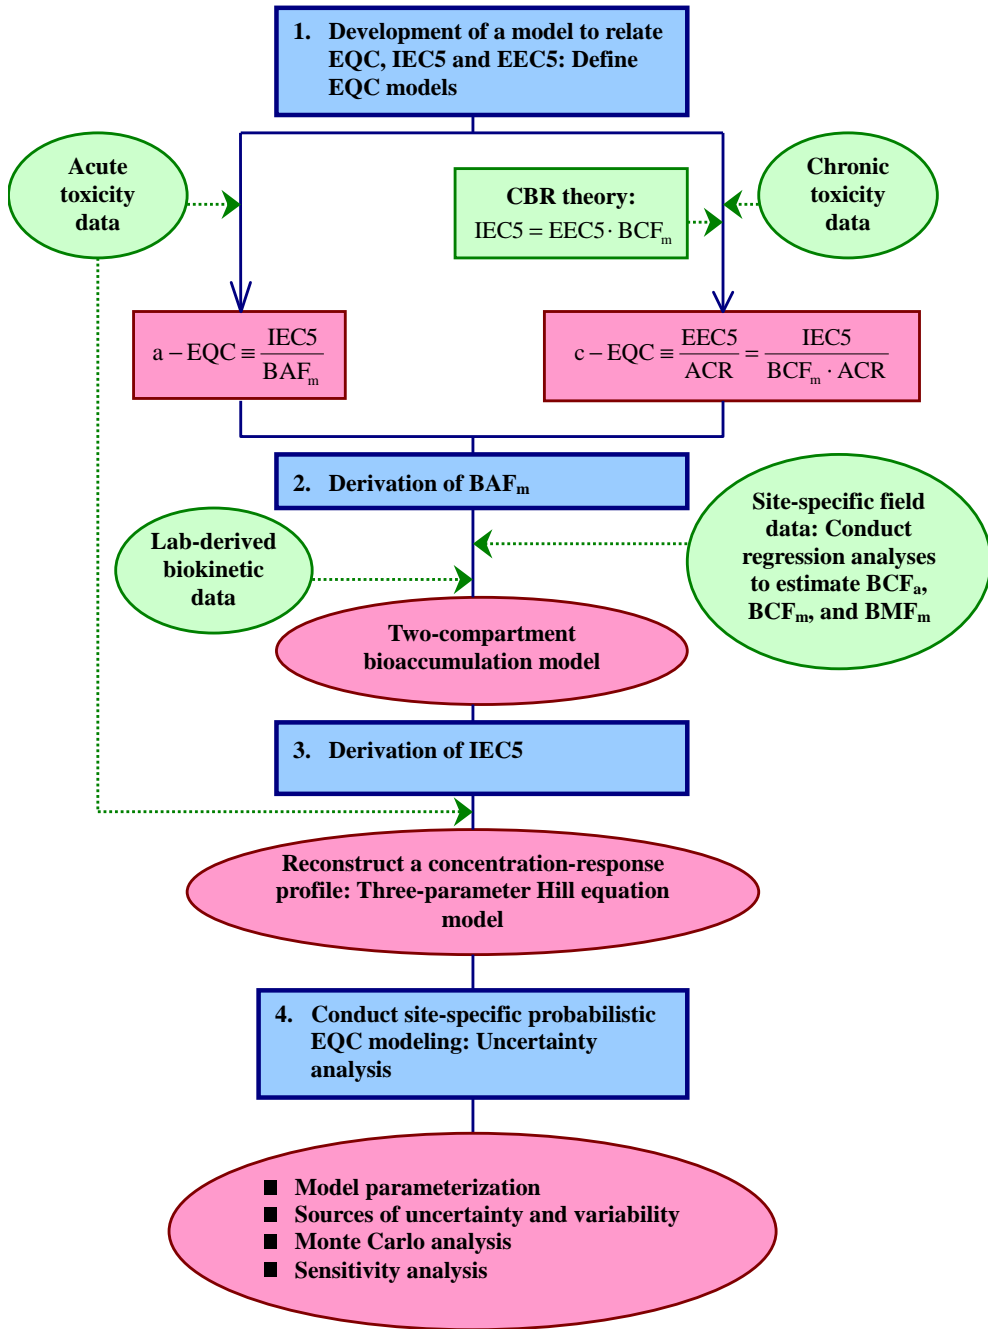 1. Development of a model to relate
EQC, IEC5 and EEC5: Define
EQC models
Acute
toxicity
data
CBR theory:
IEC5 = EEC5 · BCFₘ
Chronic
toxicity
data
a − EQC ≡ IEC5 / BAFₘ
c − EQC ≡ EEC5 / ACR = IEC5 / BCFₘ · ACR
2. Derivation of BAFₘ
Lab-derived
biokinetic
data
Site-specific field
data: Conduct
regression analyses
to estimate BCFₐ,
BCFₘ, and BMFₘ
Two-compartment
bioaccumulation model
3. Derivation of IEC5
Reconstruct a concentration-response
profile: Three-parameter Hill equation
model
4. Conduct site-specific probabilistic
EQC modeling: Uncertainty
analysis
■ Model parameterization
■ Sources of uncertainty and variability
■ Monte Carlo analysis
■ Sensitivity analysis